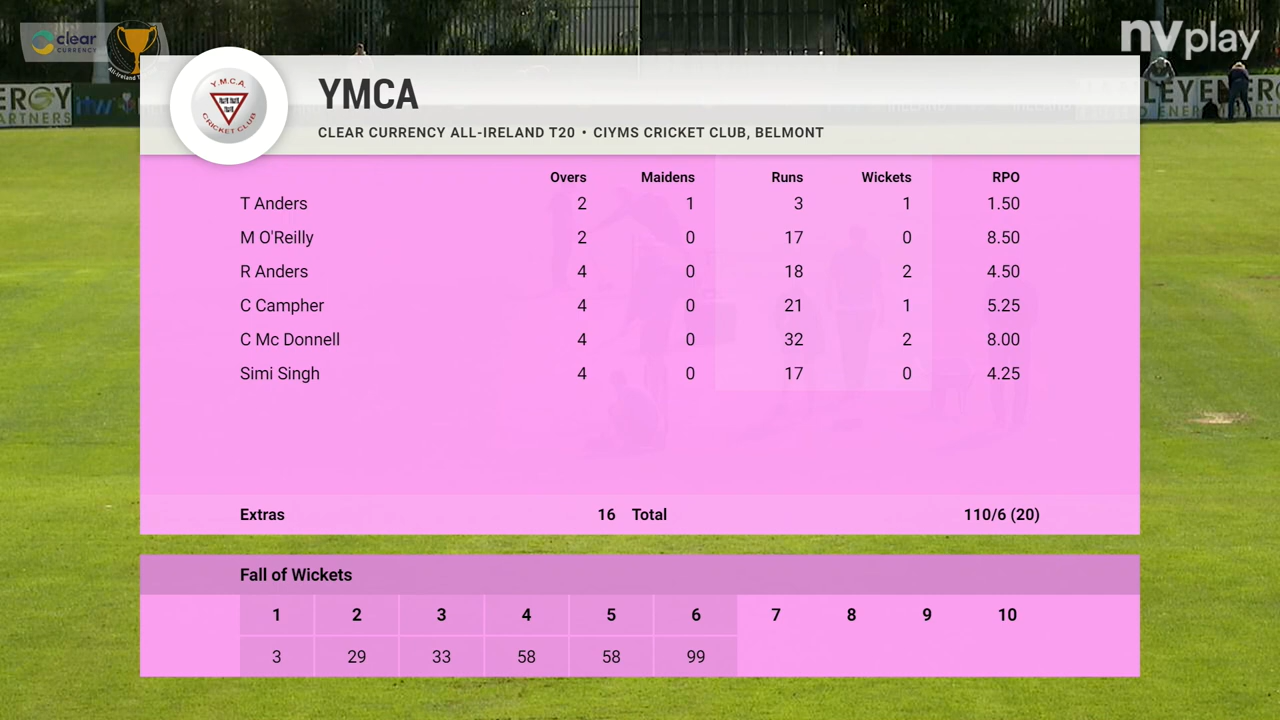 clear
CURRENCY
All-Ireland T
nvplay
ERGY
ARTNERS
itw
LEYENERG
Y.M.C.A.
CRICKET CLUB
YMCA
CLEAR CURRENCY ALL-IRELAND T20 • CIYMS CRICKET CLUB, BELMONT
Overs Maidens Runs Wickets RPO
T Anders 2 1 3 1 1.50
M O'Reilly 2 0 17 0 8.50
R Anders 4 0 18 2 4.50
C Campher 4 0 21 1 5.25
C Mc Donnell 4 0 32 2 8.00
Simi Singh 4 0 17 0 4.25
Extras 16 Total 110/6 (20)
Fall of Wickets
1 2 3 4 5 6 7 8 9 10
3 29 33 58 58 99